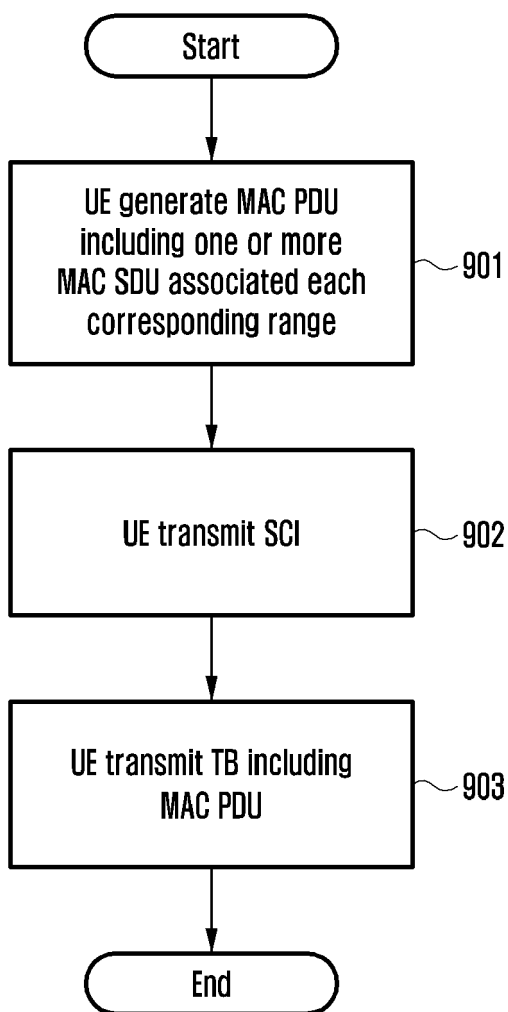 Start
UE generate MAC PDU
including one or more
MAC SDU associated each
corresponding range
901
UE transmit SCI
902
UE transmit TB including
MAC PDU
903
End